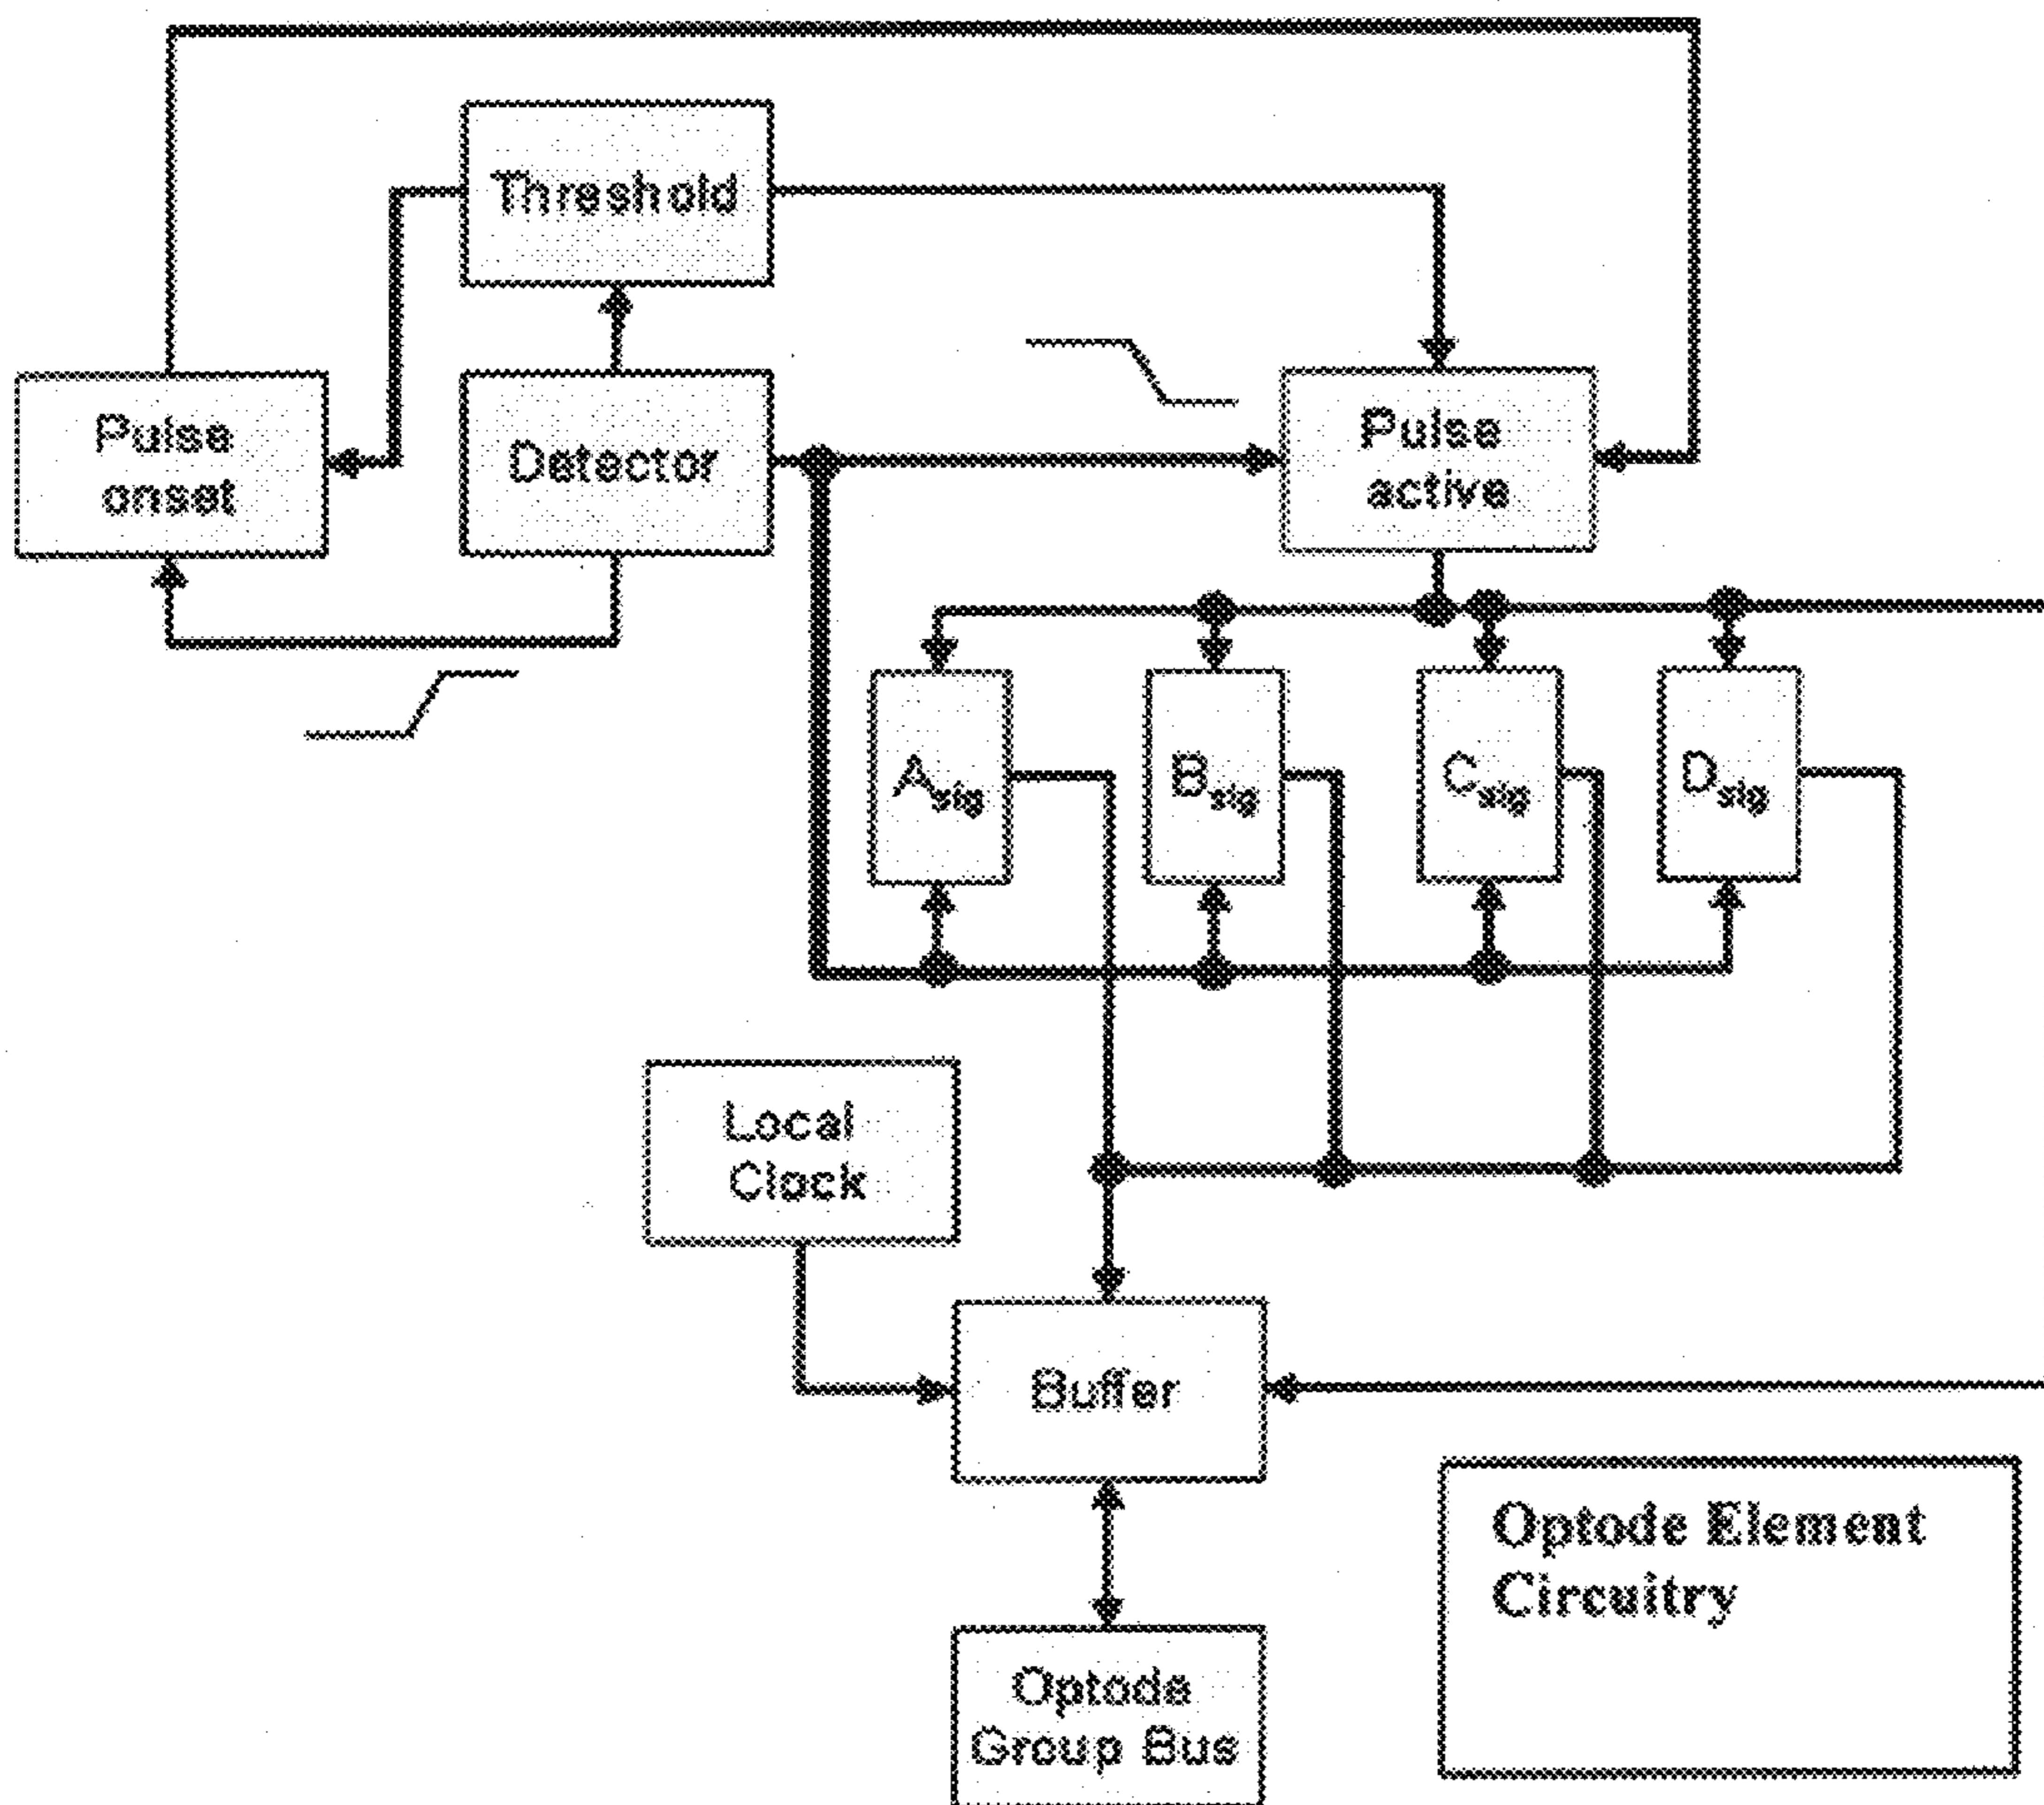 Threshold
Pulse
onset
Detector
Pulse
active
Asig
Bsig
Csig
Dsig
Local
Clock
Buffer
Optode Element
Circuitry
Optode
Group Bus